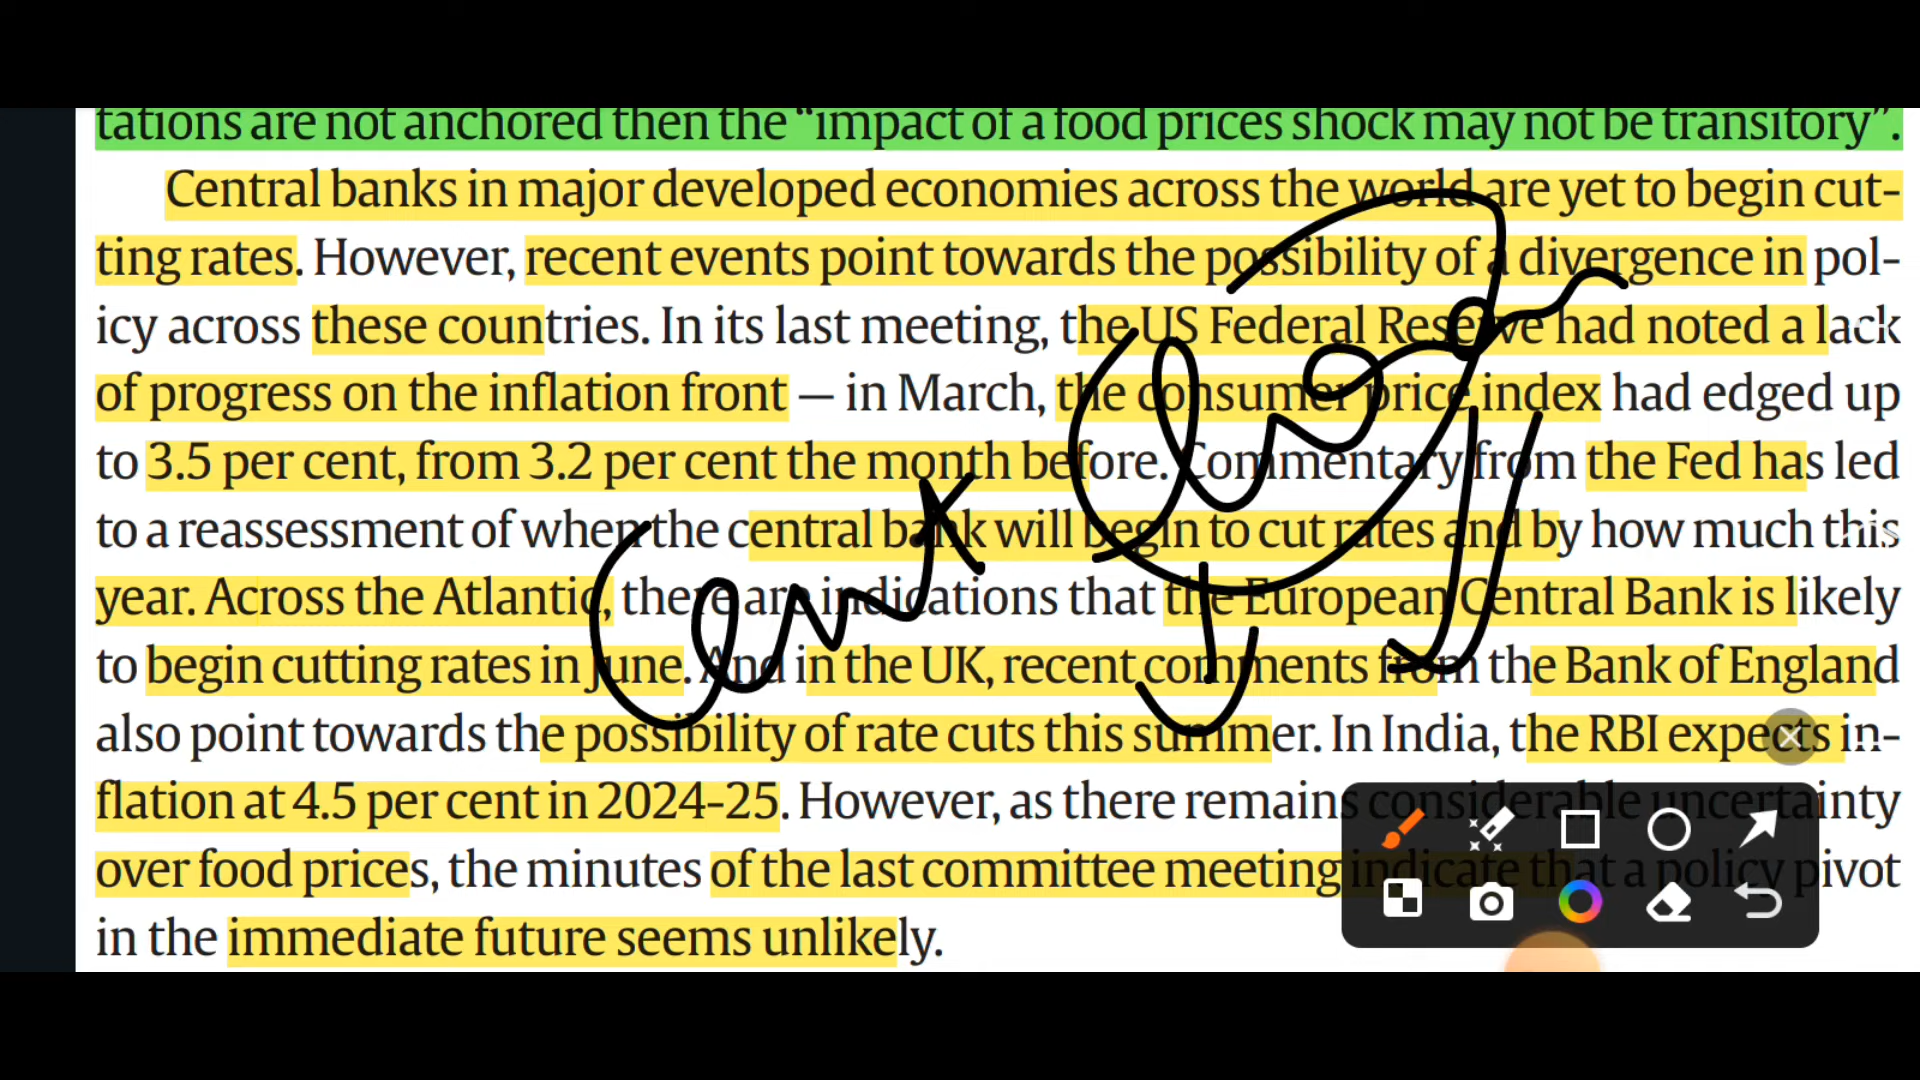 tations are not anchored then the “impact of a food prices shock may not be transitory”.
Central banks in major developed economies across the world are yet to begin cut-
ting rates. However, recent events point towards the possibility of a divergence in pol-
icy across these countries. In its last meeting, the US Federal Reserve had noted a lack
of progress on the inflation front — in March, the consumer price index had edged up
to 3.5 per cent, from 3.2 per cent the month before. Commentary from the Fed has led
to a reassessment of when the central bank will begin to cut rates and by how much this
year. Across the Atlantic, there are indications that the European Central Bank is likely
to begin cutting rates in June. And in the UK, recent comments from the Bank of England
also point towards the possibility of rate cuts this summer. In India, the RBI expects in-
flation at 4.5 per cent in 2024-25. However, as there remains considerable uncertainty
over food prices, the minutes of the last committee meeting indicate that a policy pivot
in the immediate future seems unlikely.